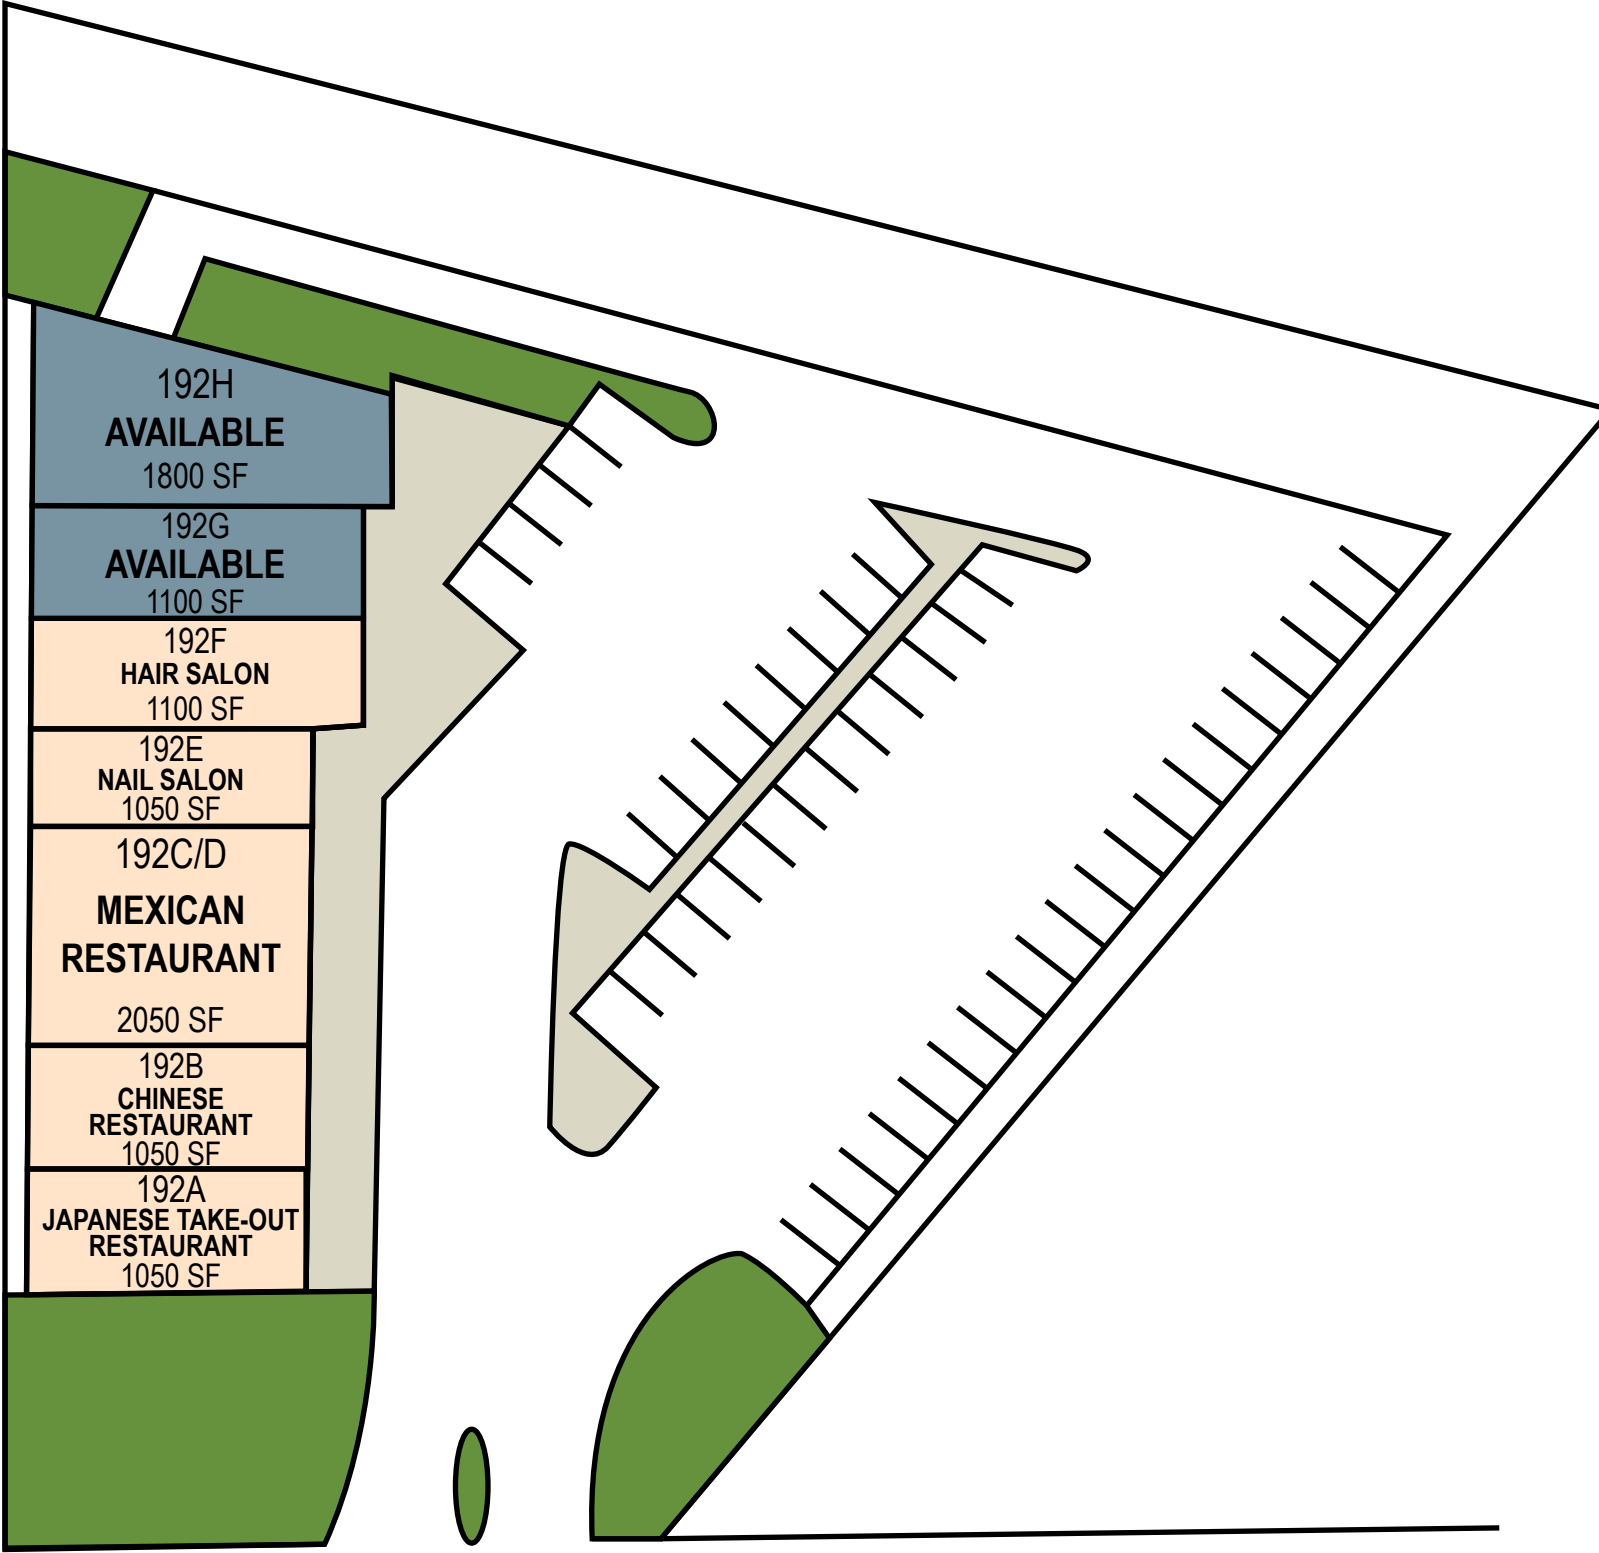 192H
AVAILABLE
1800 SF
192G
AVAILABLE
1100 SF
192F
HAIR SALON
1100 SF
192E
NAIL SALON
1050 SF
192C/D
MEXICAN
RESTAURANT
2050 SF
192B
CHINESE
RESTAURANT
1050 SF
192A
JAPANESE TAKE-OUT
RESTAURANT
1050 SF